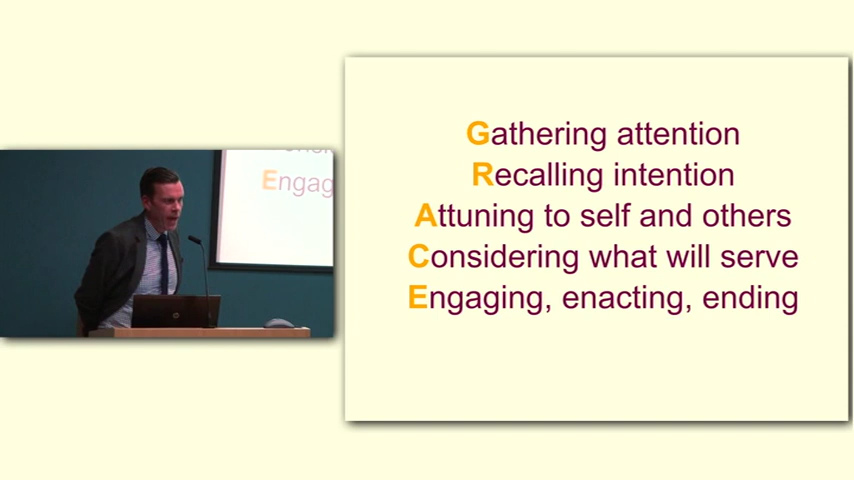 Engag
Gathering attention
Recalling intention
Attuning to self and others
Considering what will serve
Engaging, enacting, ending